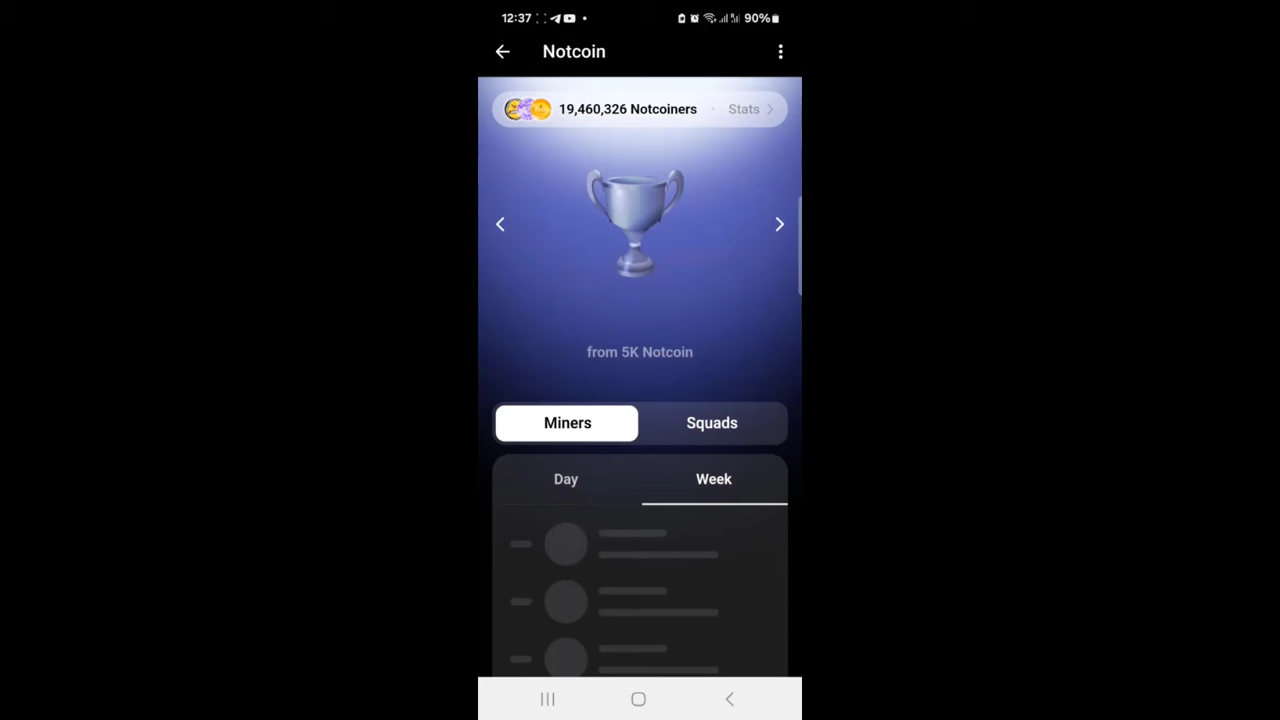 12:37
90%
Notcoin
19,460,326 Notcoiners • Stats
from 5K Notcoin
Miners
Squads
Day
Week